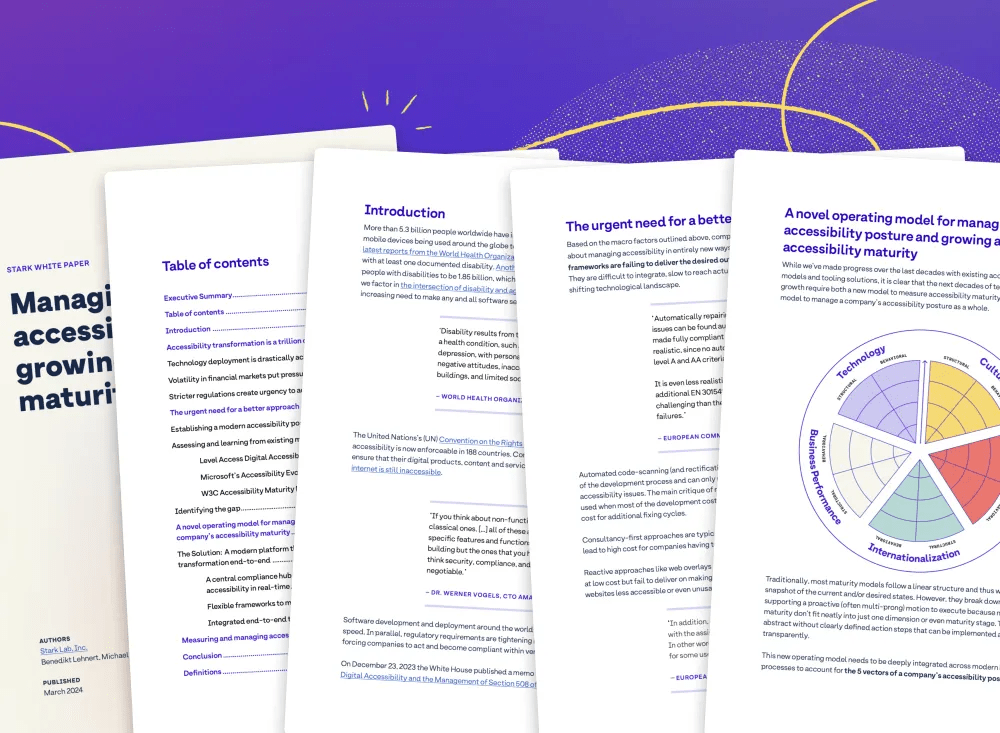 STARK WHITE PAPER
Managi
accessi
growin
maturi
AUTHORS
Stark Lab, Inc.
Benedikt Lehnert, Michael
PUBLISHED
March 2024
Table of contents
Executive Summary
Table of contents
Introduction
Accessibility transformation is a trillion
Technology deployment is drastically ac
Volatility in financial markets put pressu
Stricter regulations create urgency to a
The urgent need for a better approach
Establishing a modern accessibility po
Assessing and learning from existing m
Level Access Digital Accessib
Microsoft's Accessibility Evo
W3C Accessibility Maturity
Identifying the gap
A novel operating model for manag
company's accessibility maturity
The Solution: A modern platform t
transformation end-to-end
A central compliance hub
accessibility in real-time
Flexible frameworks to m
Integrated end-to-end
Measuring and managing acces
Conclusion
Definitions
Introduction
More than 5.3 billion people worldwide have
mobile devices being used around the globe t
latest reports from the World Health Organiza
with at least one documented disability. Anot
people with disabilities to be 1.85 billion, which
we factor in the intersection of disability and ag
increasing need to make any and all software se
"Disability results from t
a health condition, such
depression, with persona
negative attitudes, inacc
buildings, and limited soc
– WORLD HEALTH ORGANI
The United Nations's (UN) Convention on the Rights
accessibility is now enforceable in 188 countries. Co
ensure that their digital products, content and servic
internet is still inaccessible.
"If you think about non-functi
classical ones. [...] all of these a
specific features and function
building but the ones that you h
think security, compliance, and
negotiable."
– DR. WERNER VOGELS, CTO AMA
Software development and deployment around the world
speed. In parallel, regulatory requirements are tightening
forcing companies to act and become compliant within ve
On December 23, 2023 the White House published a memo
Digital Accessibility and the Management of Section 508 of
The urgent need for a bette
Based on the macro factors outlined above, comp
about managing accessibility in entirely new ways
frameworks are failing to deliver the desired ou
They are difficult to integrate, slow to react actu
shifting technological landscape.
"Automatically repairi
issues can be found au
made fully compliant
realistic, since no auto
level A and AA criteria
It is even less realisti
additional EN 30154
challenging than the
failures."
– EUROPEAN COMM
Automated code-scanning (and rectificati
of the development process and can only
accessibility issues. The main critique of r
used when most of the development cost
cost for additional fixing cycles.
Consultancy-first approaches are typic
lead to high cost for companies having t
Reactive approaches like web overlays
at low cost but fail to deliver on making
websites less accessible or even unusa
"In addition,
with the assi
In other wor
for some use
– EUROPEA
A novel operating model for manag
accessibility posture and growing a
accessibility maturity
While we've made progress over the last decades with existing acc
models and tooling solutions, it is clear that the next decades of te
growth require both a new model to measure accessibility maturity
model to manage a company's accessibility posture as a whole.
Technology
BEHAVIORAL
STRUCTURAL
STRUCTURAL
Cultu
BEHAV
Business Performance
BEHAVIORAL
STRUCTURAL
BEHAVIORAL
STRUCTURAL
Internationalization
Traditionally, most maturity models follow a linear structure and thus
snapshot of the current and/or desired states. However, they break dow
supporting a proactive (often multi-prong) motion to execute because
maturity don't fit neatly into just one dimension or even maturity stage. T
abstract without clearly defined action steps that can be implemented a
transparently.
This new operating model needs to be deeply integrated across modern
processes to account for the 5 vectors of a company's accessibility pos